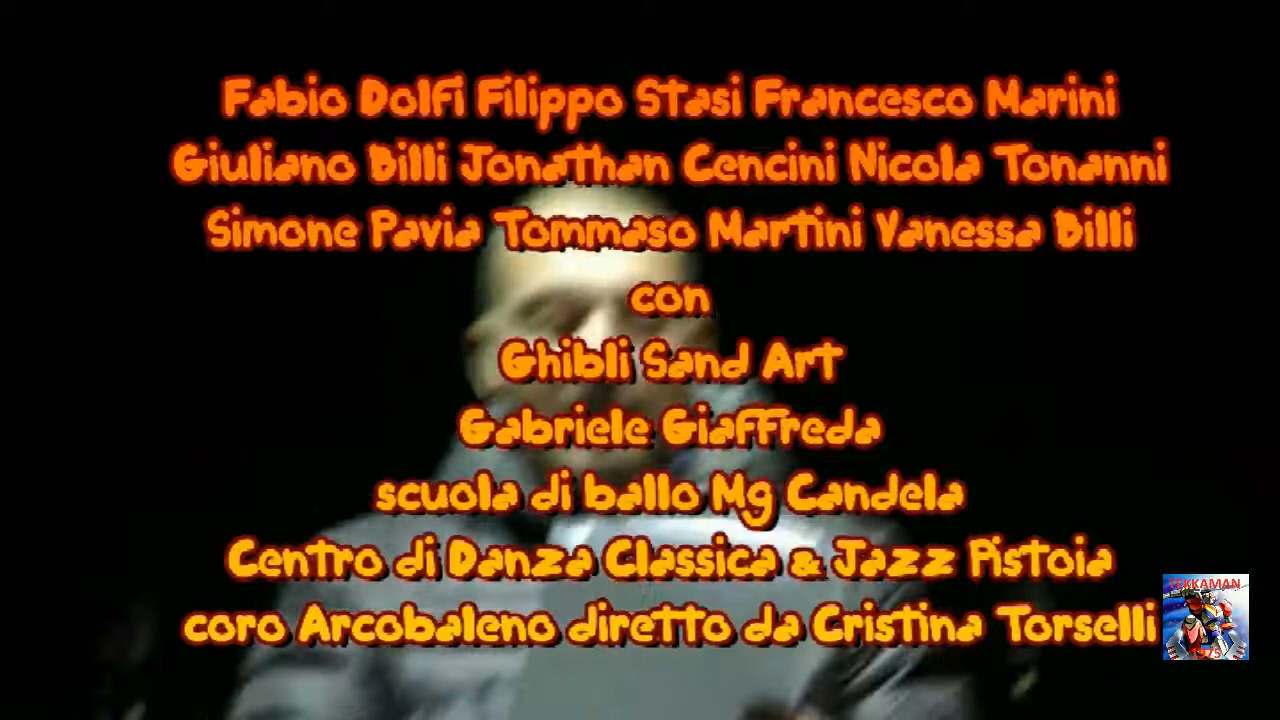 Fabio Dolfi Filippo Stasi Francesco Marini
Giuliano Billi Jonathan Cencini Nicola Tonanni
Simone Pavia Tommaso Martini Vanessa Billi
con
Ghibli Sand Art
Gabriele Giaffreda
scuola di ballo Mg Candela
Centro di Danza Classica & Jazz Pistoia
coro Arcobaleno diretto da Cristina Torselli
TEKKAMAN
1975